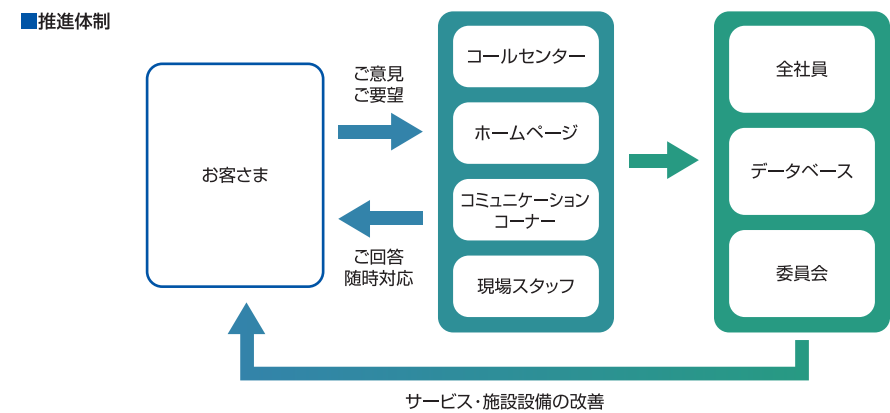 ■推進体制
お客さま
ご意見
ご要望
ご回答
随時対応
コールセンター
ホームページ
コミュニケーション
コーナー
現場スタッフ
全社員
データベース
委員会
サービス・施設設備の改善